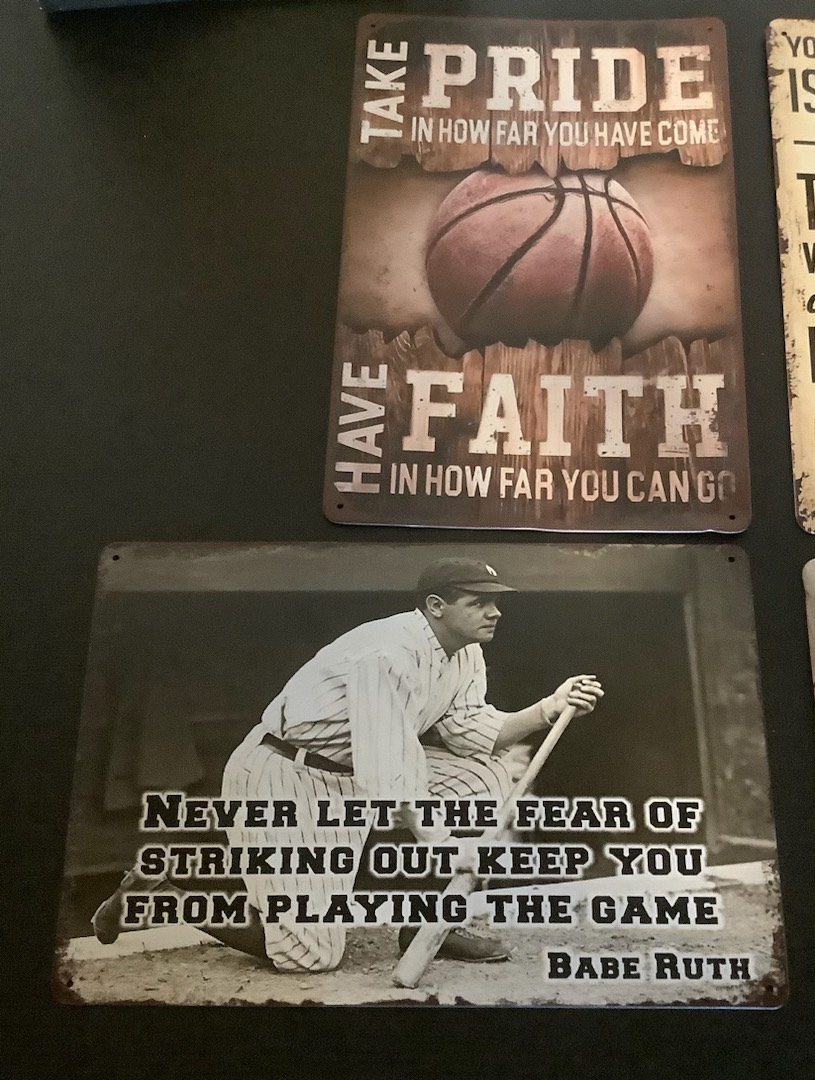 TAKE PRIDE
IN HOW FAR YOU HAVE COME
HAVE FAITH
IN HOW FAR YOU CAN GO
NEVER LET THE FEAR OF
STRIKING OUT KEEP YOU
FROM PLAYING THE GAME
BABE RUTH